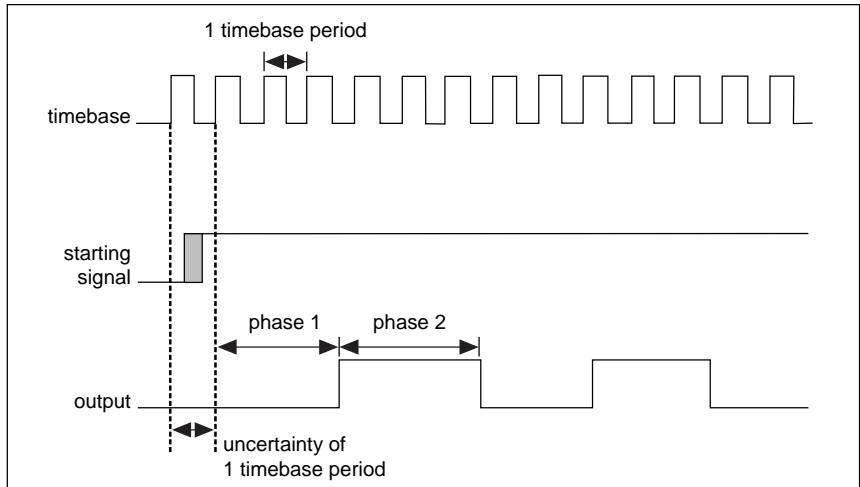 1 timebase period
timebase
starting
signal
phase 1
phase 2
output
uncertainty of
1 timebase period